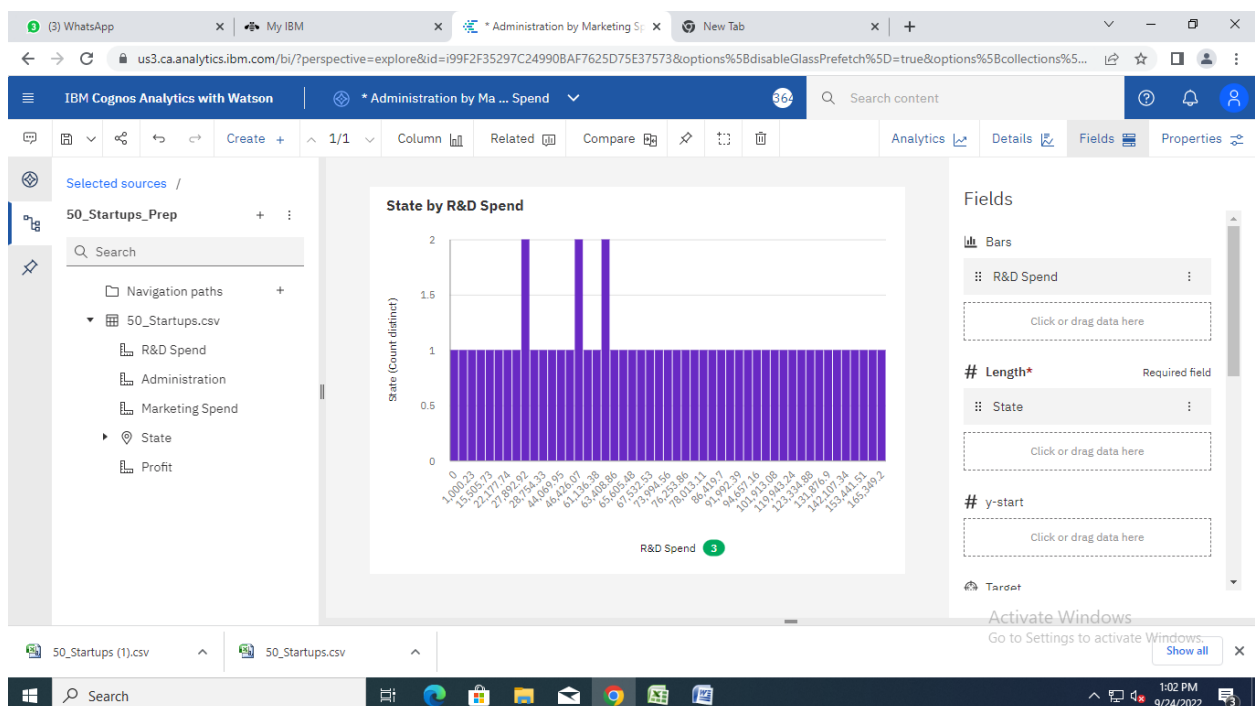 (3) WhatsApp
My IBM
* Administration by Marketing Sp
New Tab
us3.ca.analytics.ibm.com/bi/?perspective=explore&id=i99F2F35297C24990BAF7625D75E37573&options%5BdisableGlassPrefetch%5D=true&options%5Bcollections%5...
IBM Cognos Analytics with Watson
* Administration by Ma ... Spend
364
Search content
Create +
1/1
Column
Related
Compare
Analytics
Details
Fields
Properties
Selected sources /
50_Startups_Prep
Search
Navigation paths
50_Startups.csv
R&D Spend
Administration
Marketing Spend
State
Profit
State by R&D Spend
State (Count distinct)
2
1.5
1
0.5
0
0
1,000.23
15,505.73
22,177.74
27,892.92
28,754.33
44,069.95
46,426.07
61,136.38
63,408.86
65,605.48
67,532.53
73,994.56
76,253.86
78,013.11
86,419.7
91,992.39
94,657.16
101,913.08
119,943.24
123,334.88
131,876.9
142,107.34
153,441.51
165,349.2
R&D Spend 3
Fields
Bars
R&D Spend
Click or drag data here
# Length* Required field
State
Click or drag data here
# y-start
Click or drag data here
Target
Activate Windows
Go to Settings to activate Windows.
50_Startups (1).csv
50_Startups.csv
Show all
Search
1:02 PM
9/24/2022
3